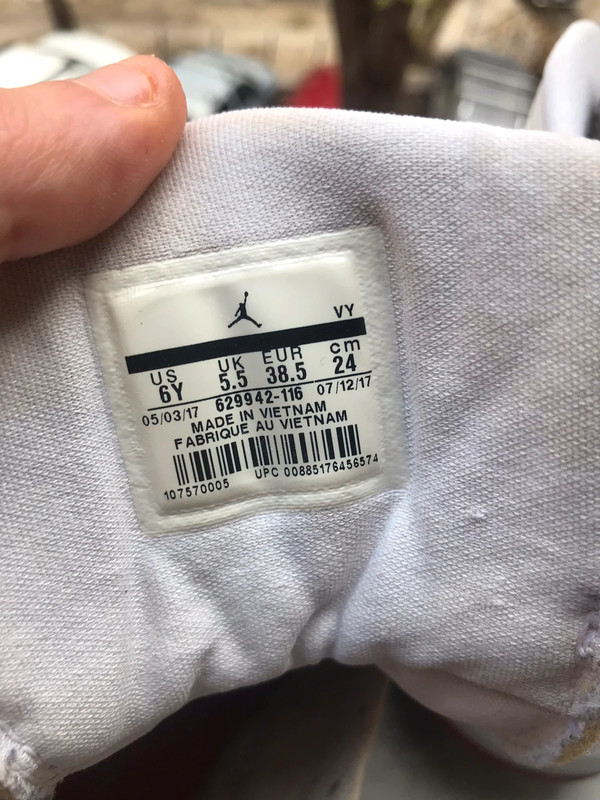 VY
US UK EUR cm
6Y 5.5 38.5 24
05/03/17 629942-116 07/12/17
MADE IN VIETNAM
FABRIQUE AU VIETNAM
107570005 UPC 00885176456574